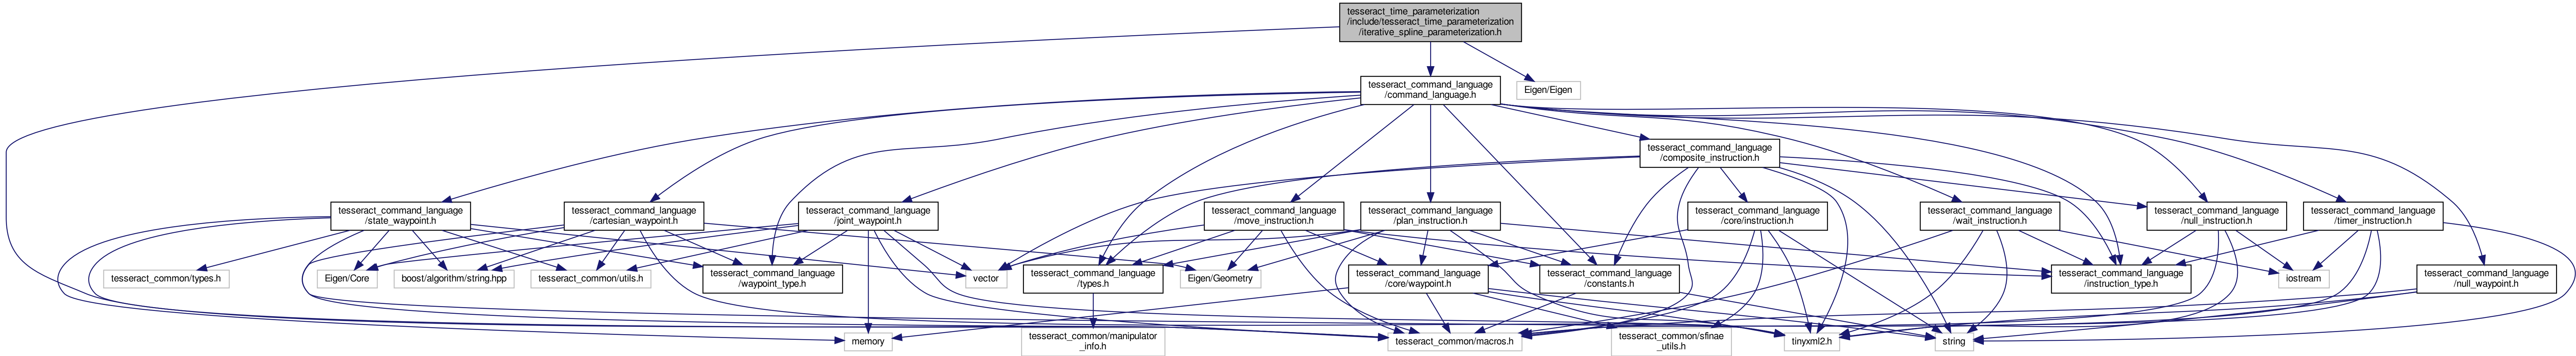 tesseract_time_parameterization
/include/tesseract_time_parameterization
/iterative_spline_parameterization.h
tesseract_command_language
/command_language.h
Eigen/Eigen
tesseract_command_language
/composite_instruction.h
tesseract_command_language
/state_waypoint.h
tesseract_command_language
/cartesian_waypoint.h
tesseract_command_language
/joint_waypoint.h
tesseract_command_language
/move_instruction.h
tesseract_command_language
/plan_instruction.h
tesseract_command_language
/core/instruction.h
tesseract_command_language
/wait_instruction.h
tesseract_command_language
/null_instruction.h
tesseract_command_language
/timer_instruction.h
tesseract_common/types.h
Eigen/Core
boost/algorithm/string.hpp
tesseract_common/utils.h
tesseract_command_language
/waypoint_type.h
vector
tesseract_command_language
/types.h
Eigen/Geometry
tesseract_command_language
/core/waypoint.h
tesseract_command_language
/constants.h
tesseract_command_language
/instruction_type.h
iostream
tesseract_command_language
/null_waypoint.h
memory
tesseract_common/manipulator
_info.h
tesseract_common/macros.h
tesseract_common/sfinae
_utils.h
tinyxml2.h
string